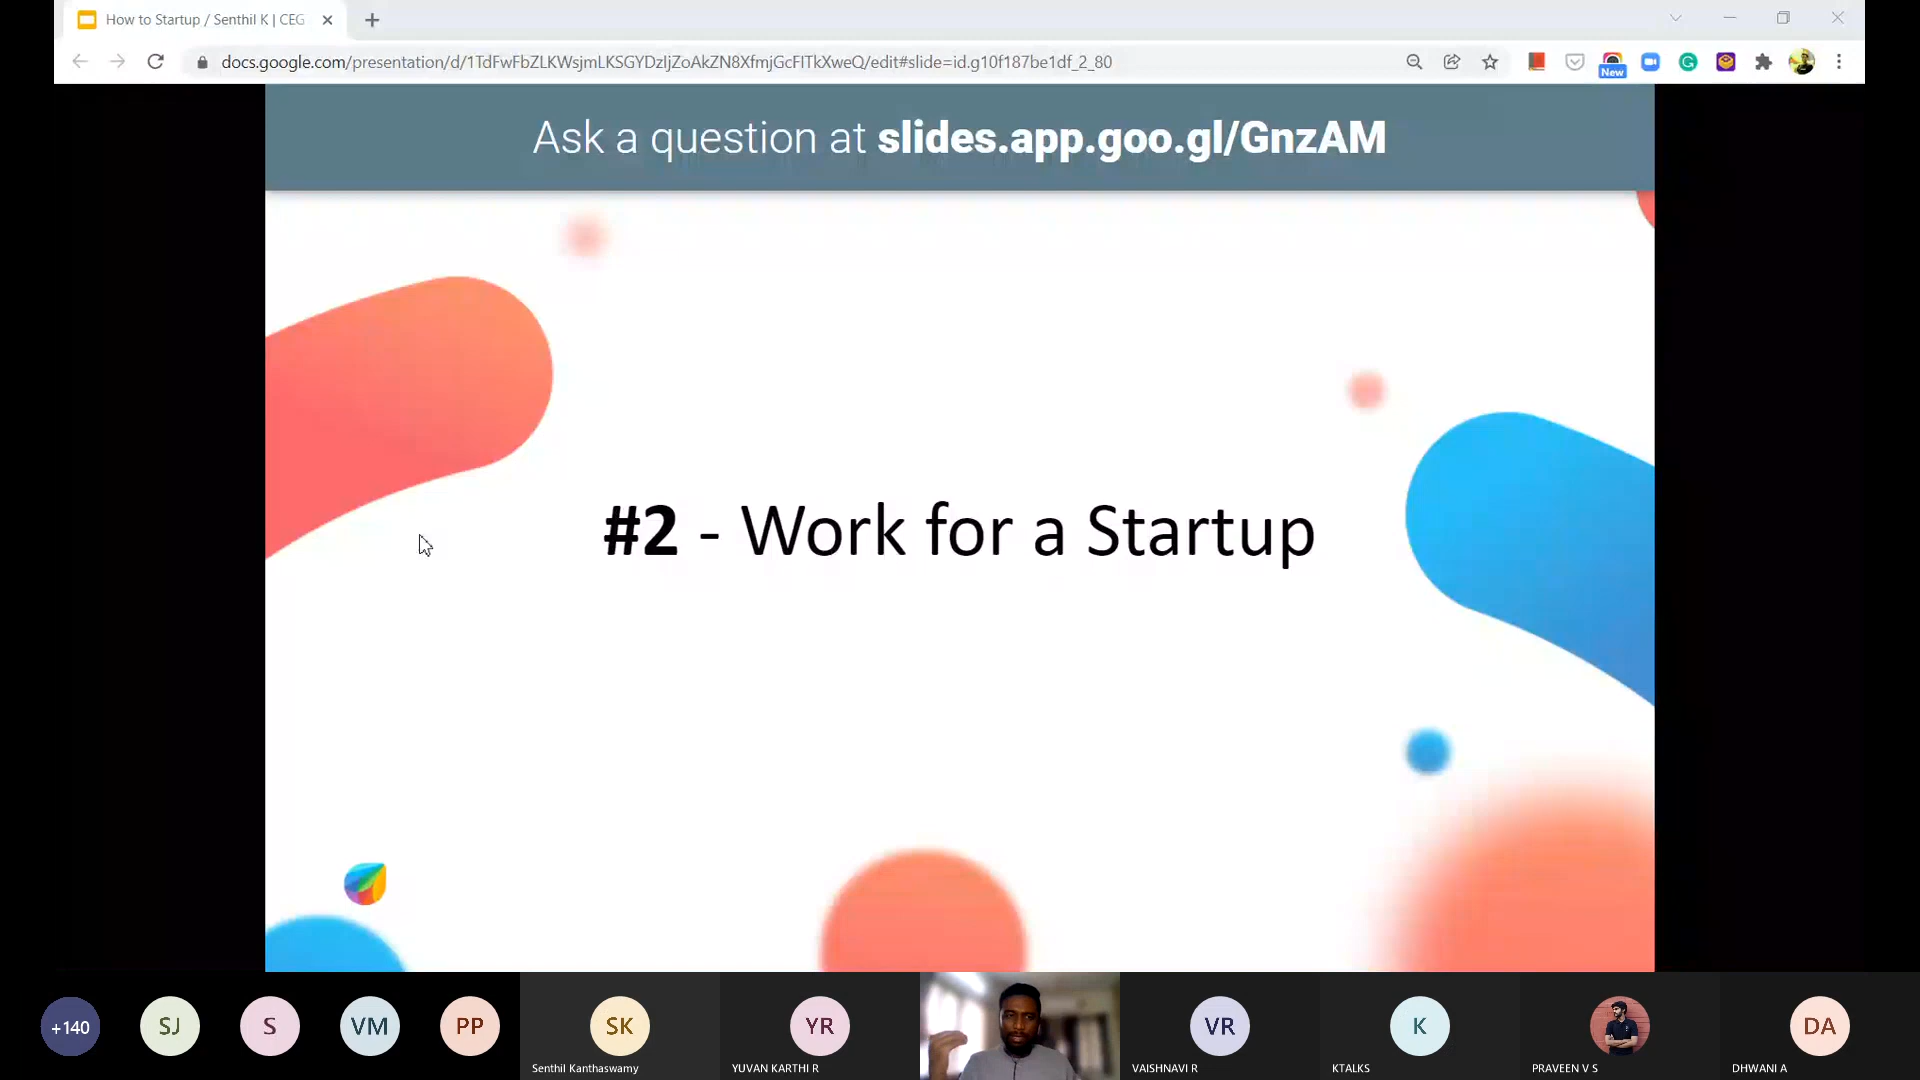 How to Startup / Senthil K | CEG
docs.google.com/presentation/d/1TdFwFbZLKWsjmLKSGYDzIjZoAkZN8XfmjGcFITkXweQ/edit#slide=id.g10f187be1df_2_80
New
Ask a question at slides.app.goo.gl/GnzAM
#2 - Work for a Startup
+140
SJ
S
VM
PP
SK
YR
VR
K
DA
Senthil Kanthaswamy
YUVAN KARTHI R
VAISHNAVI R
KTALKS
PRAVEEN V S
DHWANI A